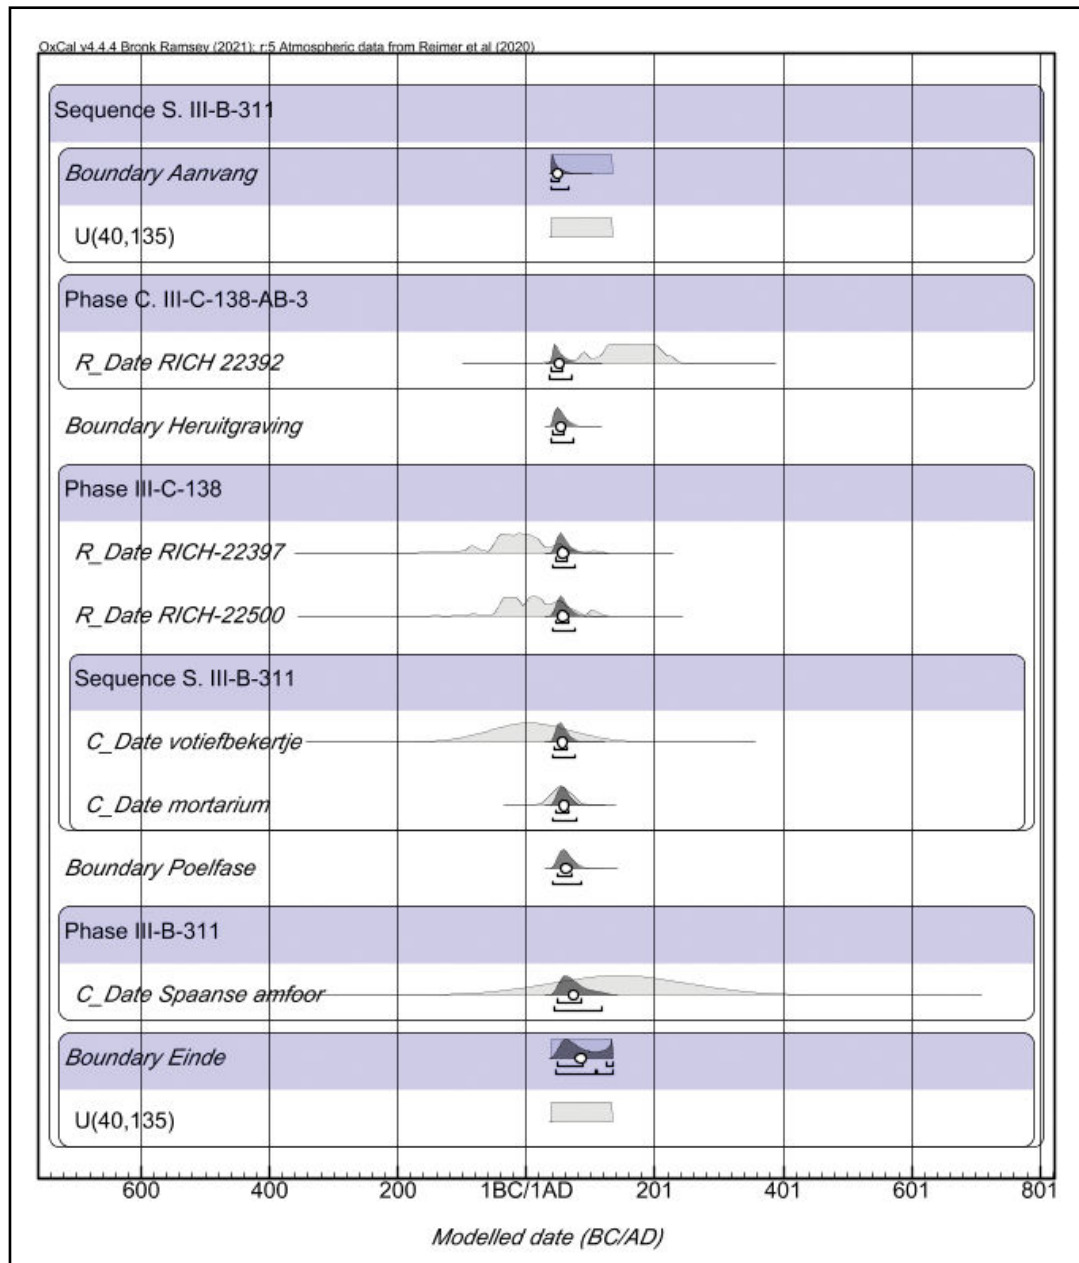 OxCal v4.4.4 Bronk Ramsey (2021); r:5 Atmospheric data from Reimer et al (2020)
Sequence S. III-B-311
Boundary Aanvang
U(40,135)
Phase C. III-C-138-AB-3
R_Date RICH 22392
Boundary Heruitgraving
Phase III-C-138
R_Date RICH-22397
R_Date RICH-22500
Sequence S. III-B-311
C_Date votiefbekertje
C_Date mortarium
Boundary Poelfase
Phase III-B-311
C_Date Spaanse amfoor
Boundary Einde
U(40,135)
600 400 200 1BC/1AD 201 401 601 801
Modelled date (BC/AD)